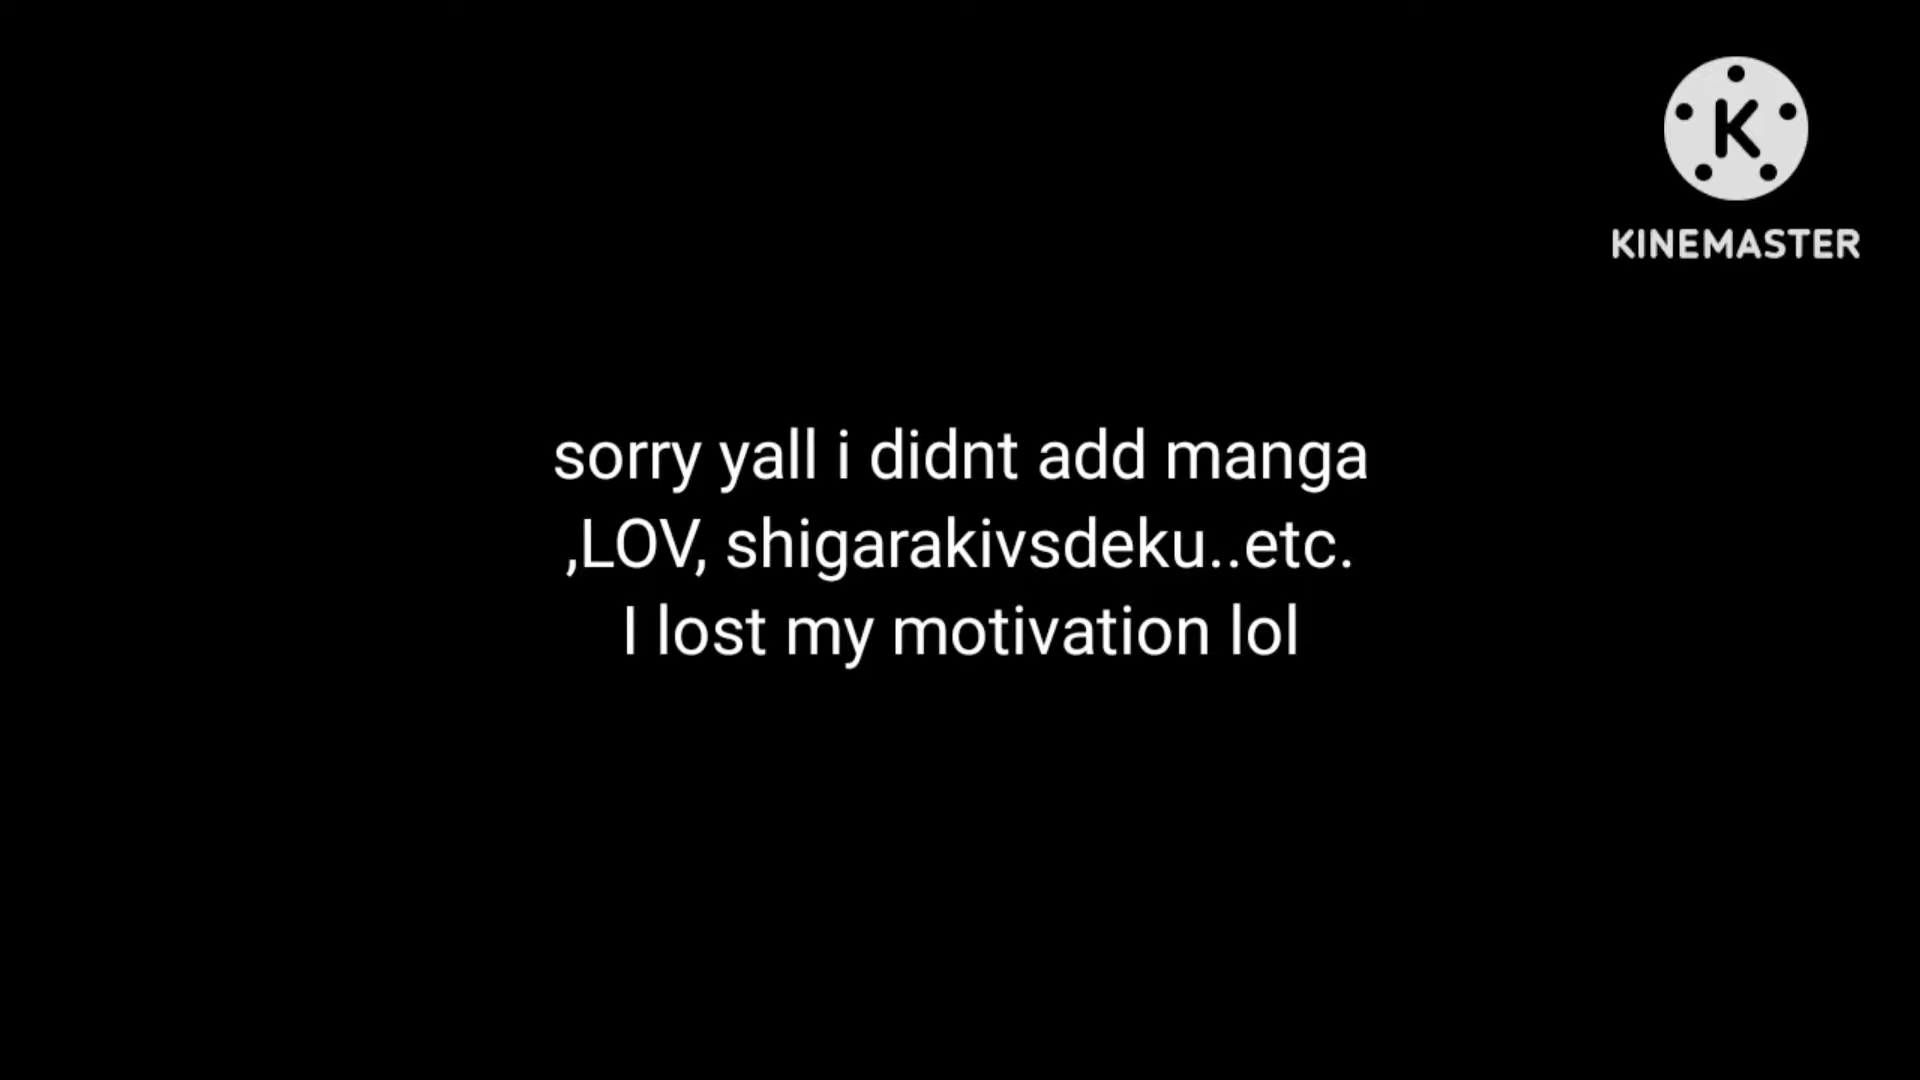 K
KINEMASTER
sorry yall i didnt add manga
,LOV, shigarakivsdeku..etc.
I lost my motivation lol